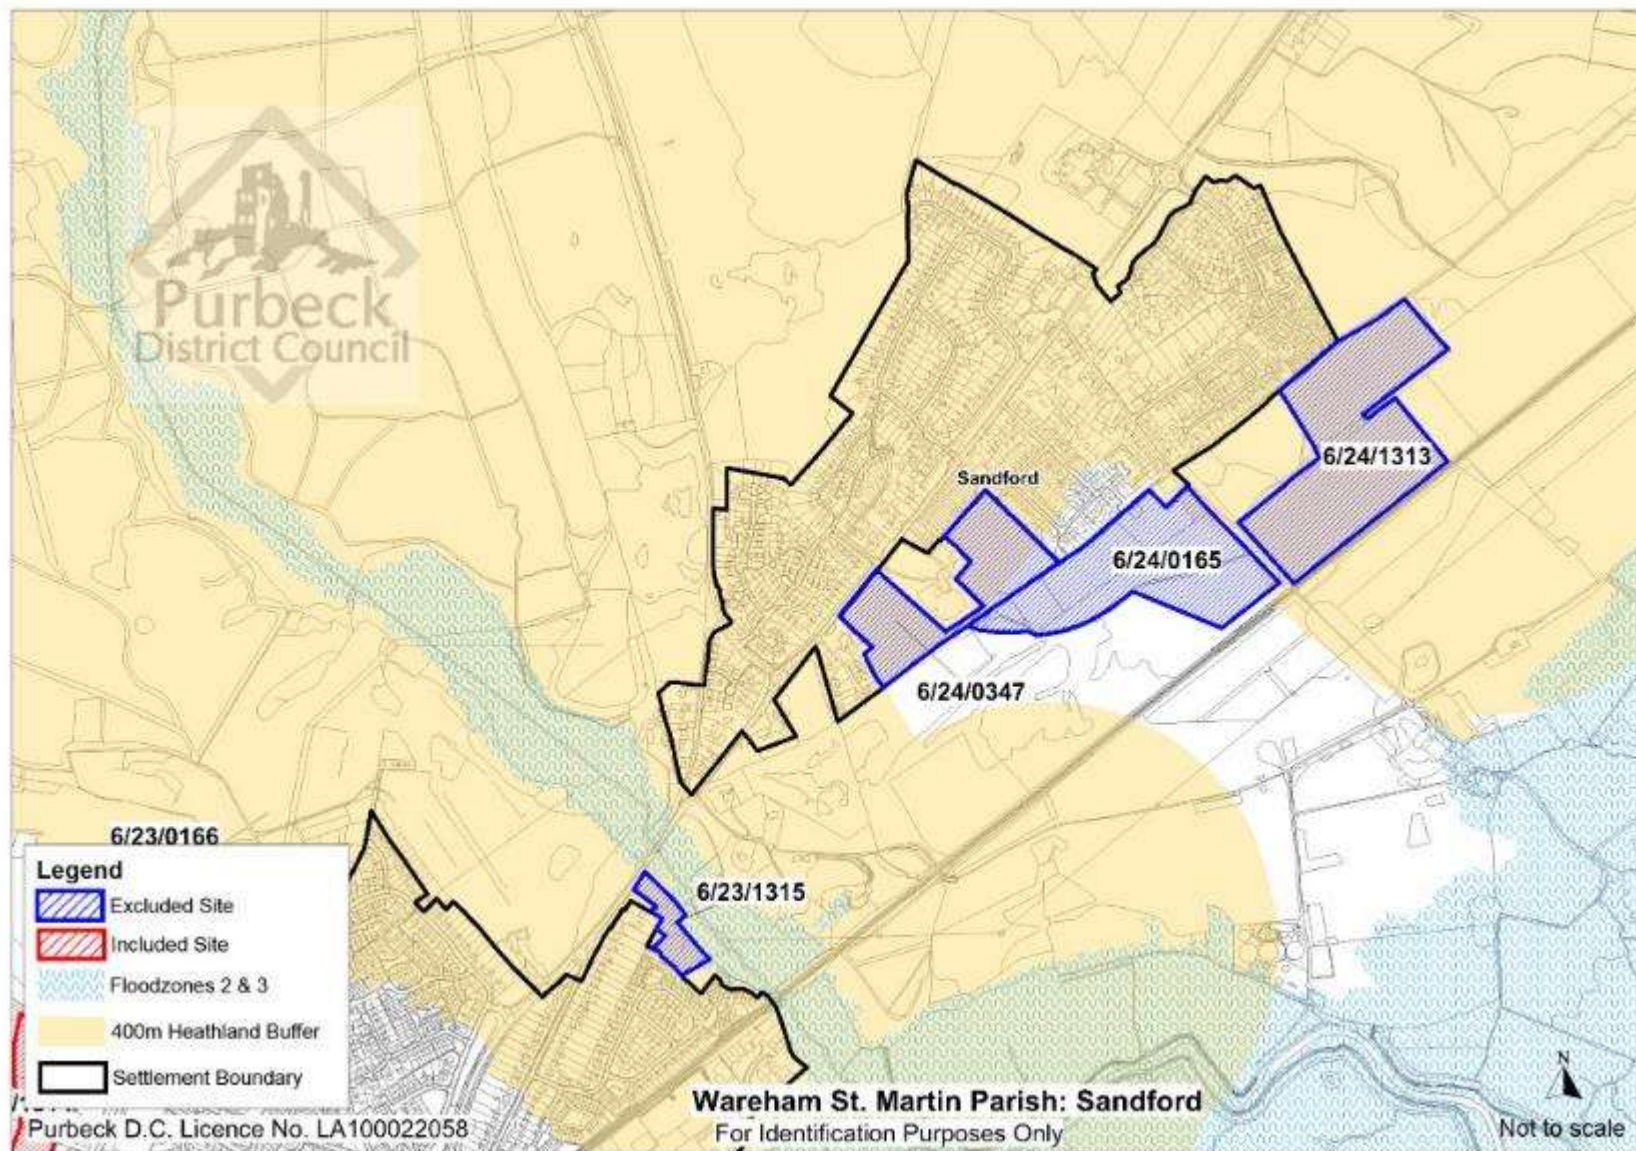 Purbeck
District Council
Sandford
6/24/1313
6/24/0165
6/24/0347
6/23/0166
6/23/1315
Legend
Excluded Site
Included Site
Floodzones 2 & 3
400m Heathland Buffer
Settlement Boundary
Purbeck D.C. Licence No. LA100022058
Wareham St. Martin Parish: Sandford
For Identification Purposes Only
N
Not to scale